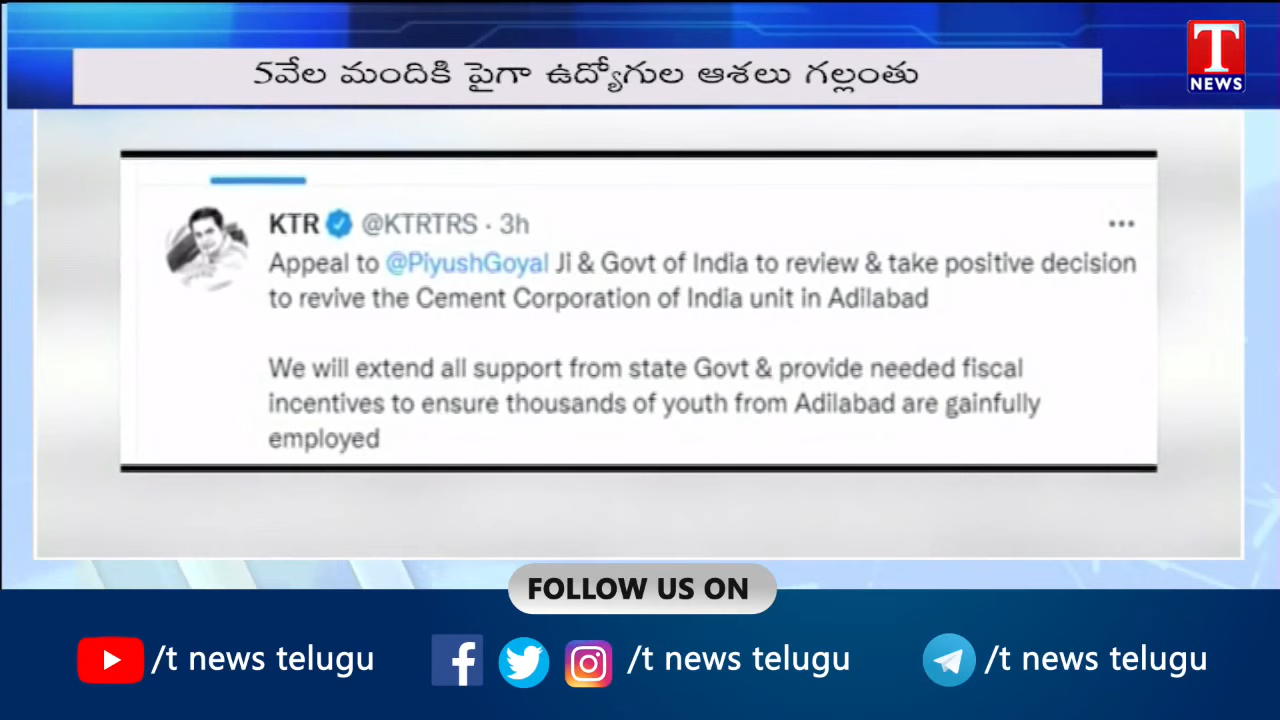 5వేల మందికి పైగా ఉద్యోగుల ఆశలు గల్లంతు
T
NEWS
KTR @KTRTRS · 3h
Appeal to @PiyushGoyal Ji & Govt of India to review & take positive decision
to revive the Cement Corporation of India unit in Adilabad
We will extend all support from state Govt & provide needed fiscal
incentives to ensure thousands of youth from Adilabad are gainfully
employed
FOLLOW US ON
/t news telugu
/t news telugu
/t news telugu